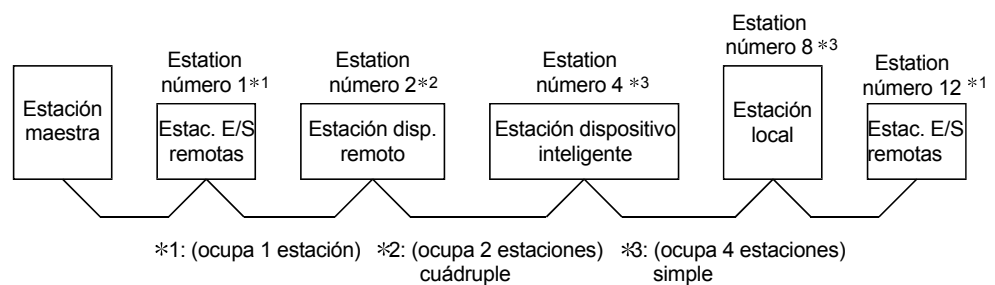 Estación
maestra
Estation
número 1*1
Estac. E/S
remotas
Estation
número 2*2
Estación disp.
remoto
Estation
número 4 *3
Estación dispositivo
inteligente
Estation
número 8 *3
Estación
local
Estation
número 12 *1
Estac. E/S
remotas
*1: (ocupa 1 estación) *2: (ocupa 2 estaciones) *3: (ocupa 4 estaciones)
cuádruple simple